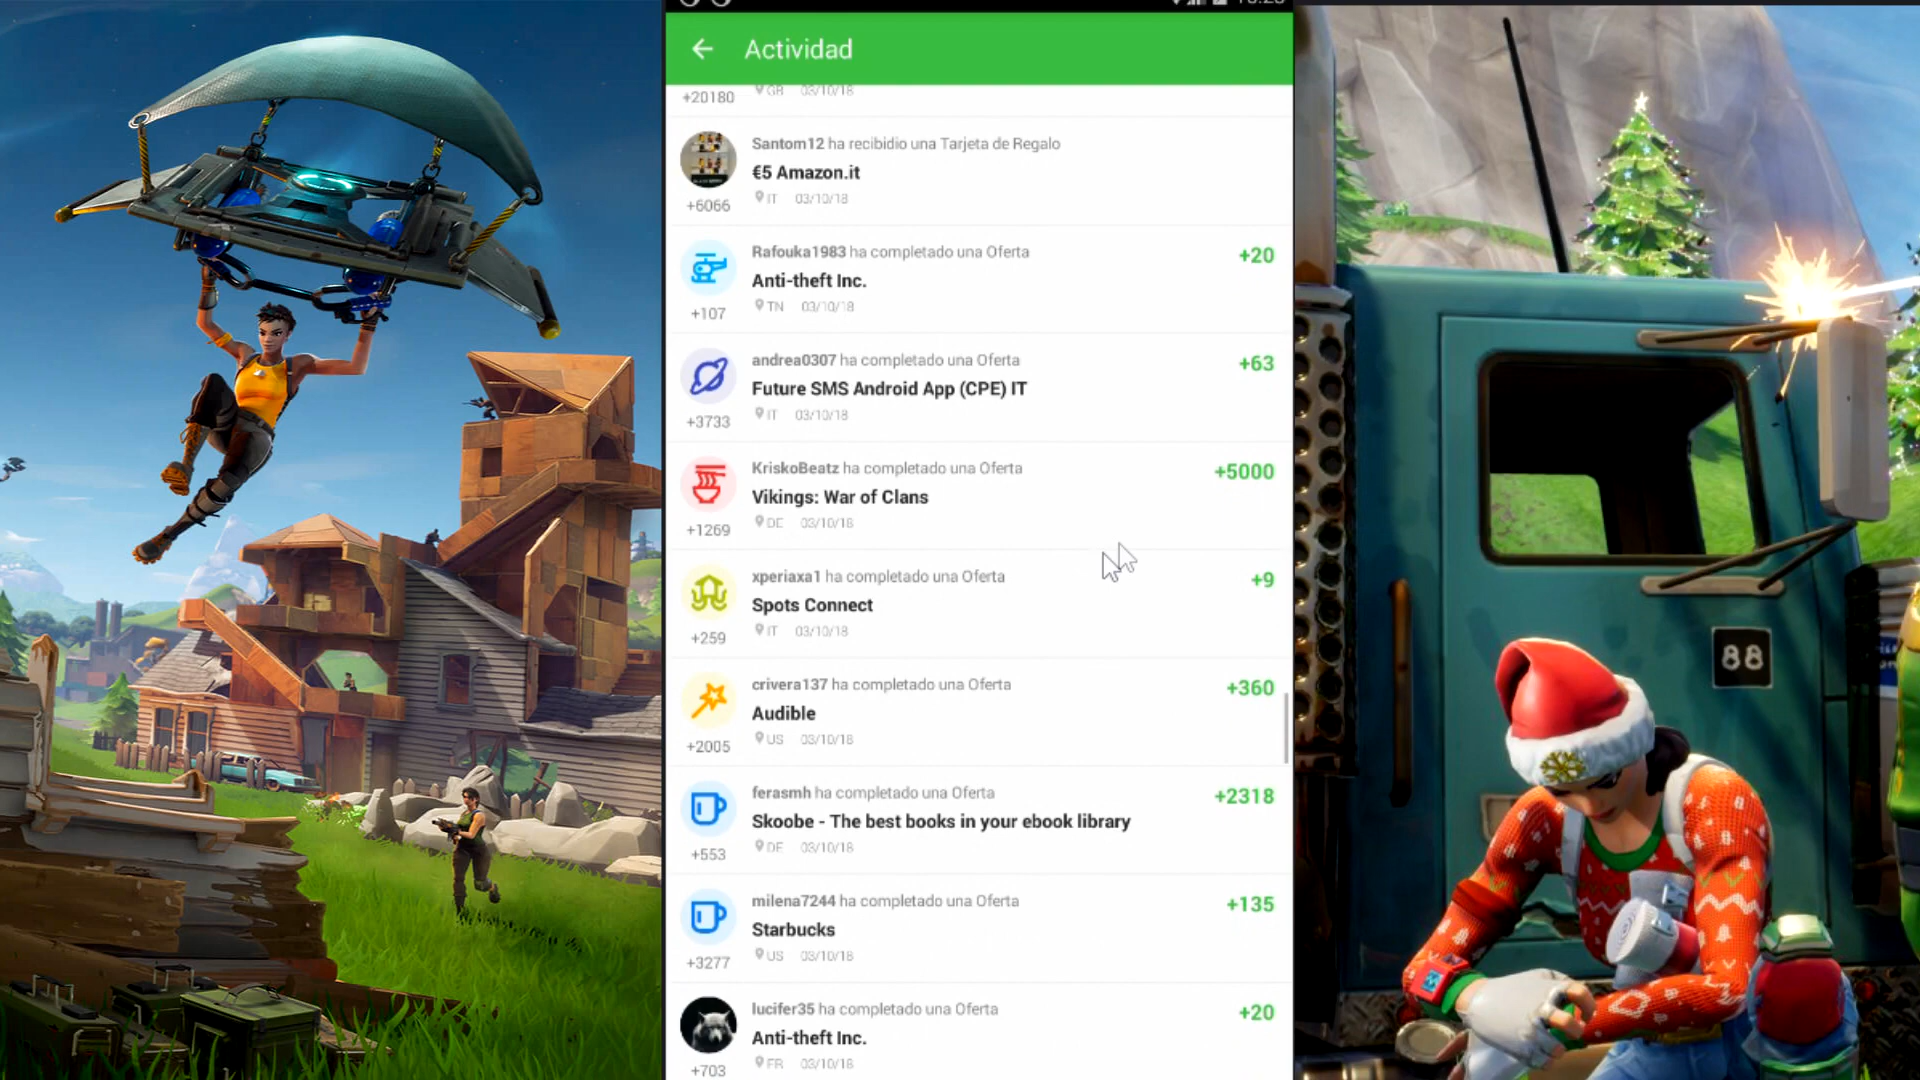 Actividad
+20180 GB 03/10/18
Santom12 ha recibidio una Tarjeta de Regalo
€5 Amazon.it
+6066 IT 03/10/18
Rafouka1983 ha completado una Oferta +20
Anti-theft Inc.
+107 TN 03/10/18
andrea0307 ha completado una Oferta +63
Future SMS Android App (CPE) IT
+3733 IT 03/10/18
KriskoBeatz ha completado una Oferta +5000
Vikings: War of Clans
+1269 DE 03/10/18
xperiaxa1 ha completado una Oferta +9
Spots Connect
+259 IT 03/10/18
crivera137 ha completado una Oferta +360
Audible
+2005 US 03/10/18
ferasmh ha completado una Oferta +2318
Skoobe - The best books in your ebook library
+553 DE 03/10/18
milena7244 ha completado una Oferta +135
Starbucks
+3277 US 03/10/18
lucifer35 ha completado una Oferta +20
Anti-theft Inc.
+703 FR 03/10/18
88